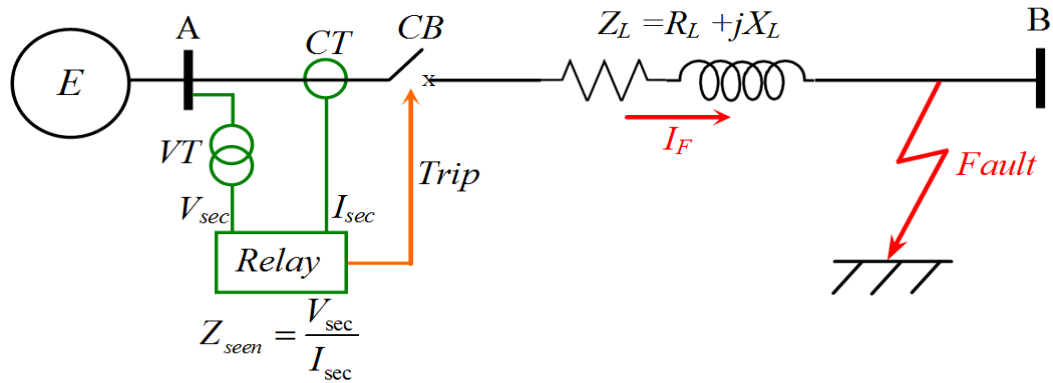 A
CT
CB
Z_L =R_L +jX_L
B
E
x
VT
I_F
Trip
Fault
V_sec
I_sec
Relay
Z_seen = V_sec / I_sec